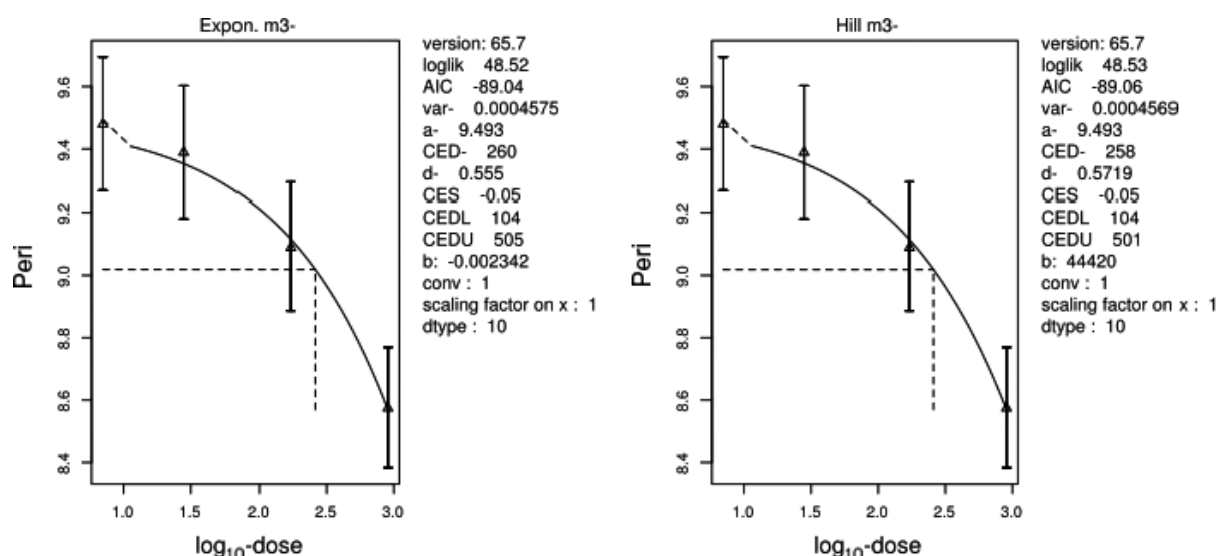 Expon. m3-
version: 65.7
loglik 48.52
AIC -89.04
var- 0.0004575
a- 9.493
CED- 260
d- 0.555
CES -0.05
CEDL 104
CEDU 505
b: -0.002342
conv : 1
scaling factor on x : 1
dtype : 10
Peri
9.6
9.4
9.2
9.0
8.8
8.6
8.4
1.0 1.5 2.0 2.5 3.0
log10-dose
Hill m3-
version: 65.7
loglik 48.53
AIC -89.06
var- 0.0004569
a- 9.493
CED- 258
d- 0.5719
CES -0.05
CEDL 104
CEDU 501
b: 44420
conv : 1
scaling factor on x : 1
dtype : 10
Peri
9.6
9.4
9.2
9.0
8.8
8.6
8.4
1.0 1.5 2.0 2.5 3.0
log10-dose